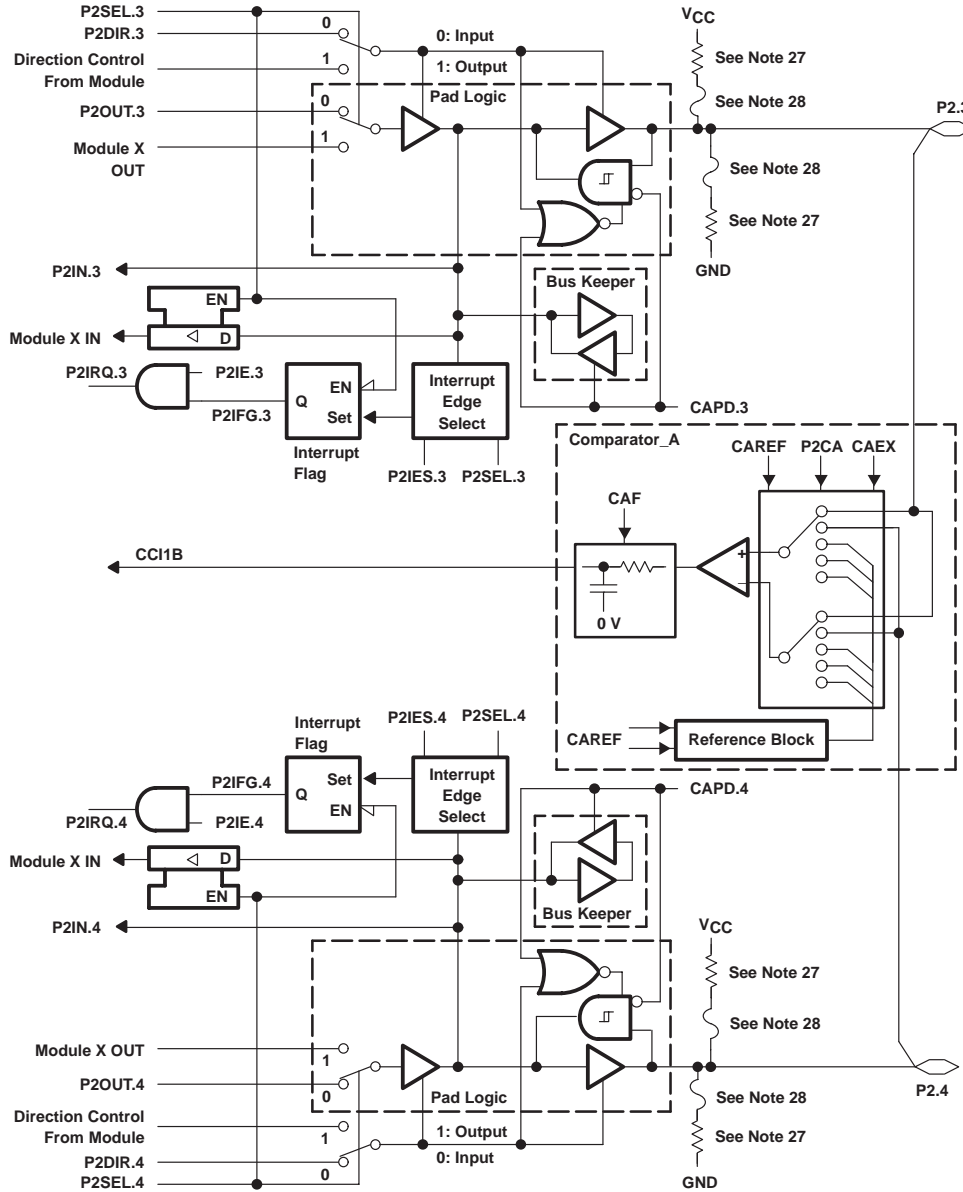 P2SEL.3
P2DIR.3
0
Direction Control
From Module
1
0: Input
1: Output
Pad Logic
P2OUT.3
0
Module X
OUT
1
VCC
See Note 27
See Note 28
P2.3
See Note 28
See Note 27
GND
P2IN.3
Bus Keeper
EN
Module X IN
D
P2IRQ.3
P2IE.3
P2IFG.3
Q
EN
Set
Interrupt
Flag
Interrupt
Edge
Select
P2IES.3
P2SEL.3
CAPD.3
Comparator_A
CAREF
P2CA
CAEX
CAF
CCI1B
+
−
0 V
CAREF
Reference Block
Interrupt
Flag
P2IES.4
P2SEL.4
P2IFG.4
Q
Set
EN
Interrupt
Edge
Select
P2IRQ.4
P2IE.4
CAPD.4
Module X IN
D
EN
Bus Keeper
P2IN.4
VCC
See Note 27
See Note 28
Module X OUT
1
P2OUT.4
0
Pad Logic
P2.4
See Note 28
See Note 27
GND
Direction Control
From Module
1
1: Output
0: Input
P2DIR.4
0
P2SEL.4